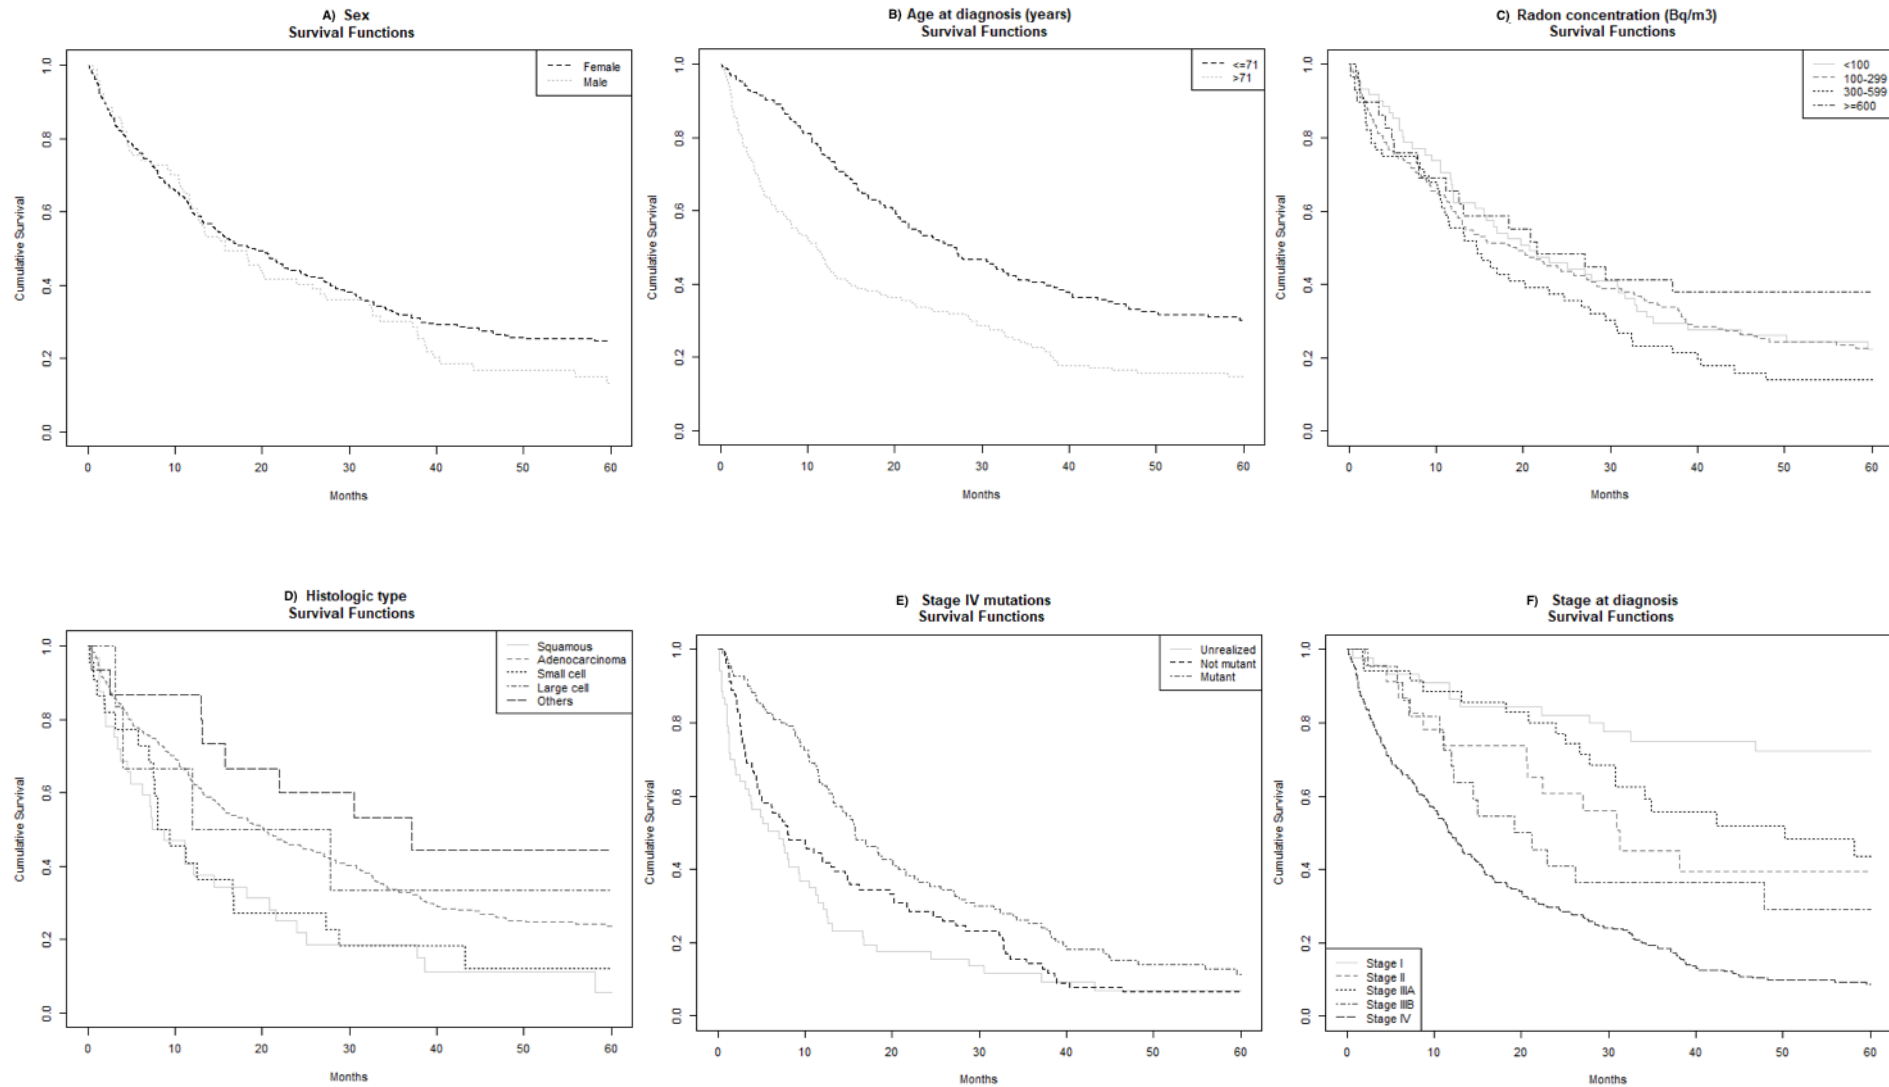 A) Sex
Survival Functions
Female
Male
Cumulative Survival
1.0
0.8
0.6
0.4
0.2
0.0
0 10 20 30 40 50 60
Months
B) Age at diagnosis (years)
Survival Functions
<=71
>71
Cumulative Survival
1.0
0.8
0.6
0.4
0.2
0.0
0 10 20 30 40 50 60
Months
C) Radon concentration (Bq/m3)
Survival Functions
<100
100-299
300-599
>=600
Cumulative Survival
1.0
0.8
0.6
0.4
0.2
0.0
0 10 20 30 40 50 60
Months
D) Histologic type
Survival Functions
Squamous
Adenocarcinoma
Small cell
Large cell
Others
Cumulative Survival
1.0
0.8
0.6
0.4
0.2
0.0
0 10 20 30 40 50 60
Months
E) Stage IV mutations
Survival Functions
Unrealized
Not mutant
Mutant
Cumulative Survival
1.0
0.8
0.6
0.4
0.2
0.0
0 10 20 30 40 50 60
Months
F) Stage at diagnosis
Survival Functions
Cumulative Survival
1.0
0.8
0.6
0.4
0.2
0.0
Stage I
Stage II
Stage IIIA
Stage IIIB
Stage IV
0 10 20 30 40 50 60
Months